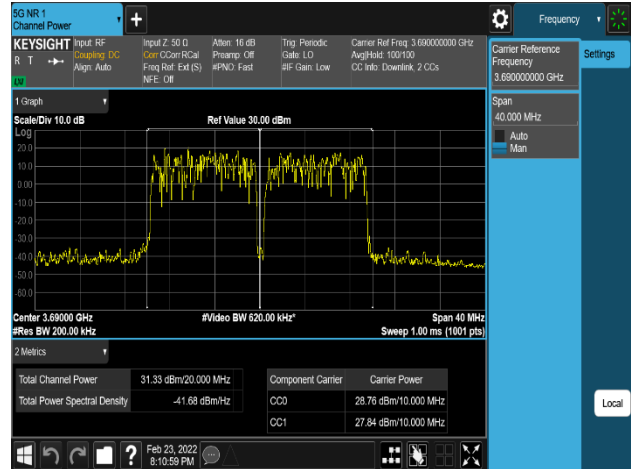 5G NR 1
Channel Power
Frequency
KEYSIGHT
R T
LXI
Input: RF
Coupling: DC
Align: Auto
Input Z: 50 Ω
Corr CCorr RCal
Freq Ref: Ext (S)
NFE: Off
Atten: 16 dB
Preamp: Off
#PNO: Fast
Trig: Periodic
Gate: LO
#IF Gain: Low
Carrier Ref Freq: 3.690000000 GHz
Avg|Hold: 100/100
CC Info: Downlink, 2 CCs
Carrier Reference
Frequency
3.690000000 GHz
Settings
Span
40.000 MHz
Auto
Man
1 Graph
Scale/Div 10.0 dB
Ref Value 30.00 dBm
Log
20.0
10.0
0.00
-10.0
-20.0
-30.0
-40.0
-50.0
-60.0
Center 3.69000 GHz
#Video BW 620.00 kHz*
Span 40 MHz
#Res BW 200.00 kHz
Sweep 1.00 ms (1001 pts)
2 Metrics
Total Channel Power 31.33 dBm/20.000 MHz
Total Power Spectral Density -41.68 dBm/Hz
Component Carrier Carrier Power
CC0 28.76 dBm/10.000 MHz
CC1 27.84 dBm/10.000 MHz
Local
?
Feb 23, 2022
8:10:59 PM